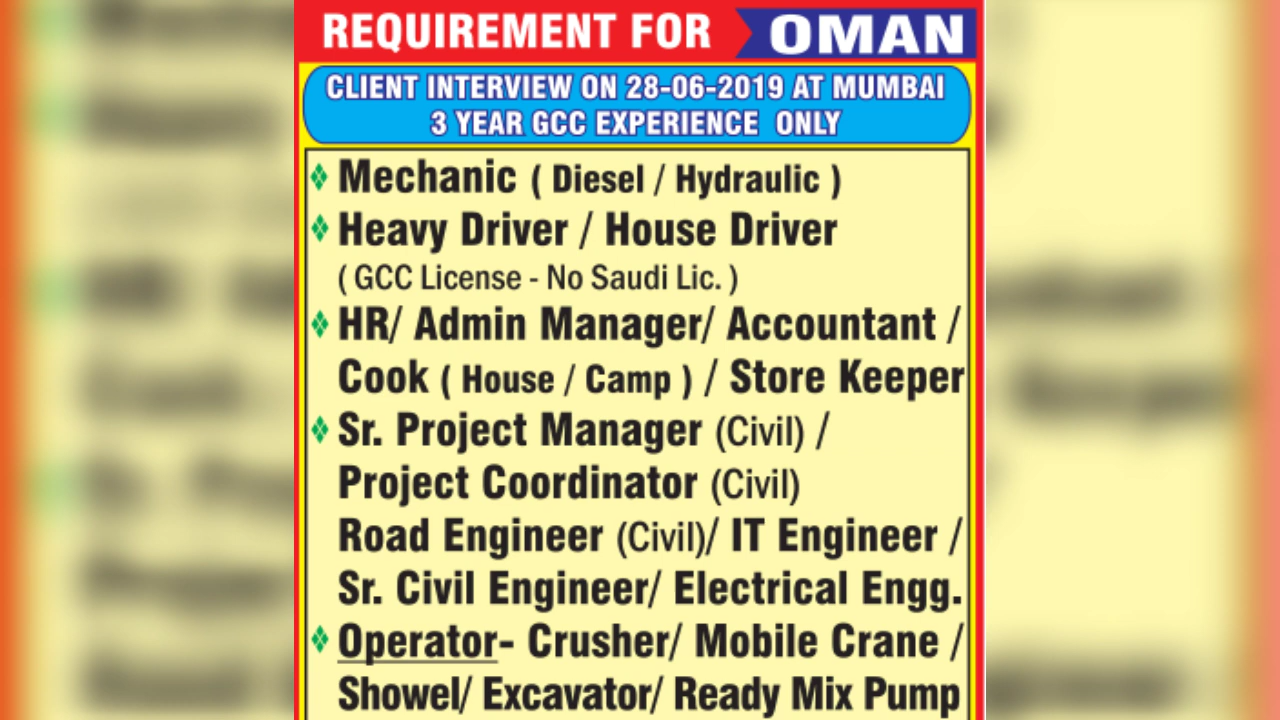 REQUIREMENT FOR OMAN
CLIENT INTERVIEW ON 28-06-2019 AT MUMBAI
3 YEAR GCC EXPERIENCE ONLY
Mechanic ( Diesel / Hydraulic )
Heavy Driver / House Driver
( GCC License - No Saudi Lic. )
HR/ Admin Manager/ Accountant /
Cook ( House / Camp ) / Store Keeper
Sr. Project Manager (Civil) /
Project Coordinator (Civil)
Road Engineer (Civil)/ IT Engineer /
Sr. Civil Engineer/ Electrical Engg.
Operator- Crusher/ Mobile Crane /
Showel/ Excavator/ Ready Mix Pump